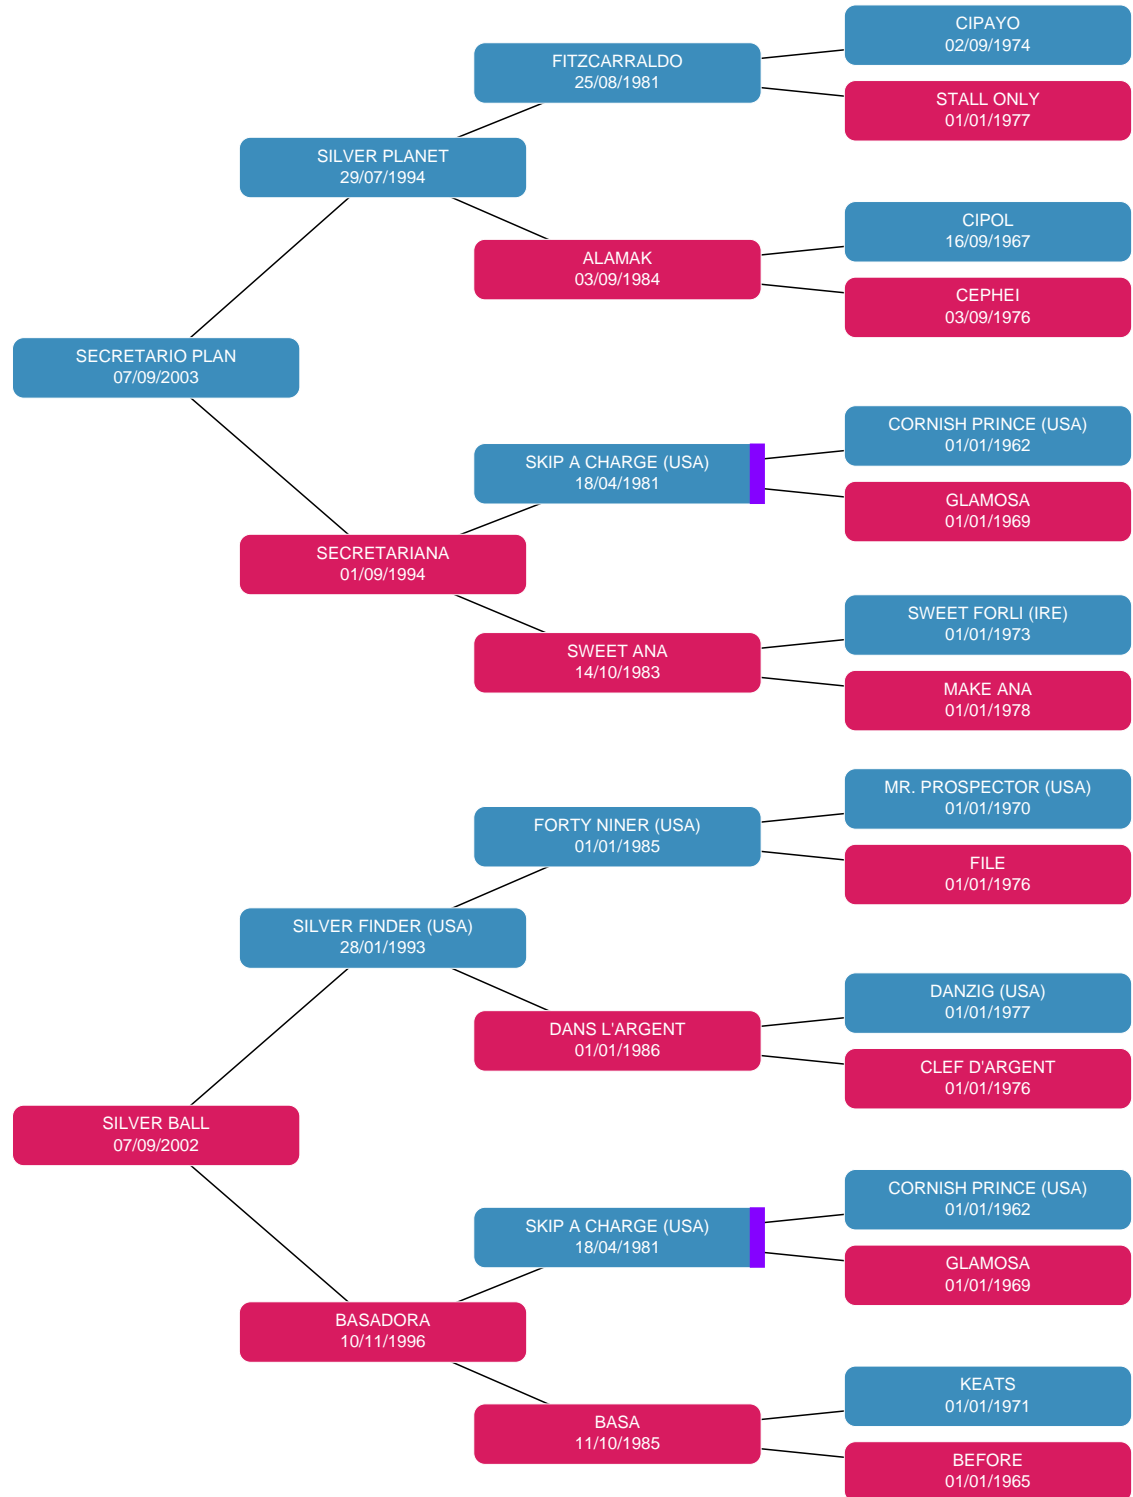 CIPAYO
02/09/1974
FITZCARRALDO
25/08/1981
STALL ONLY
01/01/1977
SILVER PLANET
29/07/1994
CIPOL
16/09/1967
ALAMAK
03/09/1984
CEPHEI
03/09/1976
SECRETARIO PLAN
07/09/2003
CORNISH PRINCE (USA)
01/01/1962
SKIP A CHARGE (USA)
18/04/1981
GLAMOSA
01/01/1969
SECRETARIANA
01/09/1994
SWEET FORLI (IRE)
01/01/1973
SWEET ANA
14/10/1983
MAKE ANA
01/01/1978
MR. PROSPECTOR (USA)
01/01/1970
FORTY NINER (USA)
01/01/1985
FILE
01/01/1976
SILVER FINDER (USA)
28/01/1993
DANZIG (USA)
01/01/1977
DANS L'ARGENT
01/01/1986
CLEF D'ARGENT
01/01/1976
SILVER BALL
07/09/2002
CORNISH PRINCE (USA)
01/01/1962
SKIP A CHARGE (USA)
18/04/1981
GLAMOSA
01/01/1969
BASADORA
10/11/1996
KEATS
01/01/1971
BASA
11/10/1985
BEFORE
01/01/1965